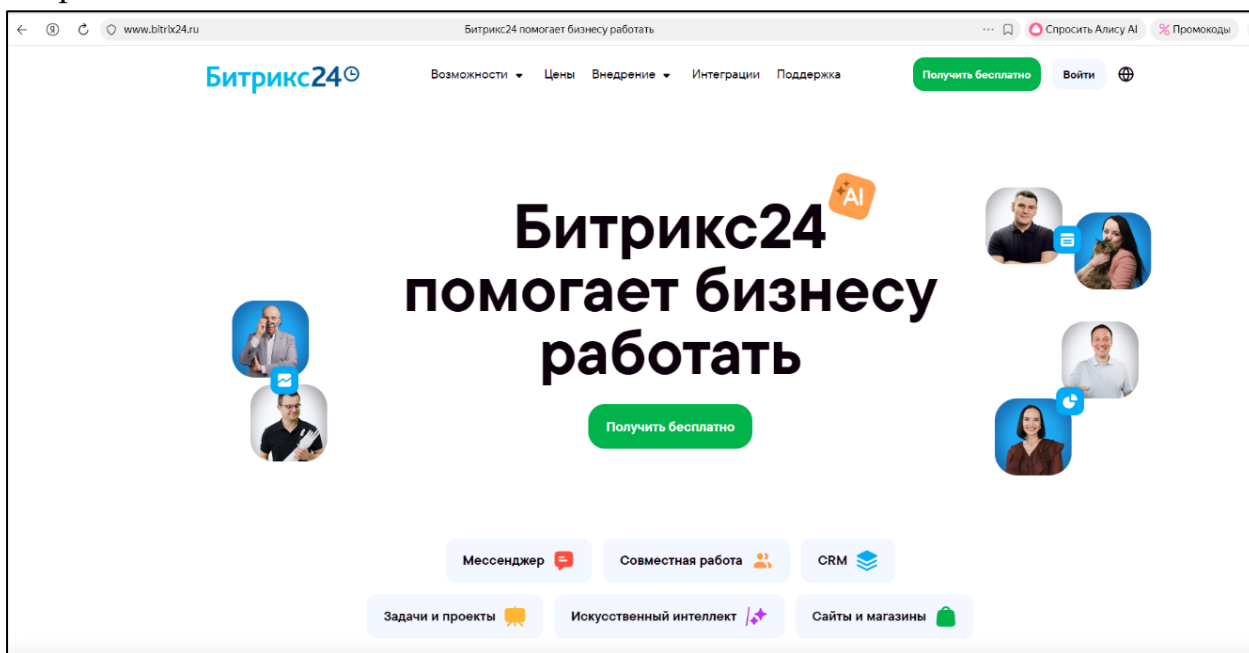 www.bitrix24.ru Битрикс24 помогает бизнесу работать Спросить Алису AI Промокоды
Битрикс24 Возможности Цены Внедрение Интеграции Поддержка Получить бесплатно Войти
AI
Битрикс24
помогает бизнесу
работать
Получить бесплатно
Мессенджер Совместная работа CRM
Задачи и проекты Искусственный интеллект Сайты и магазины